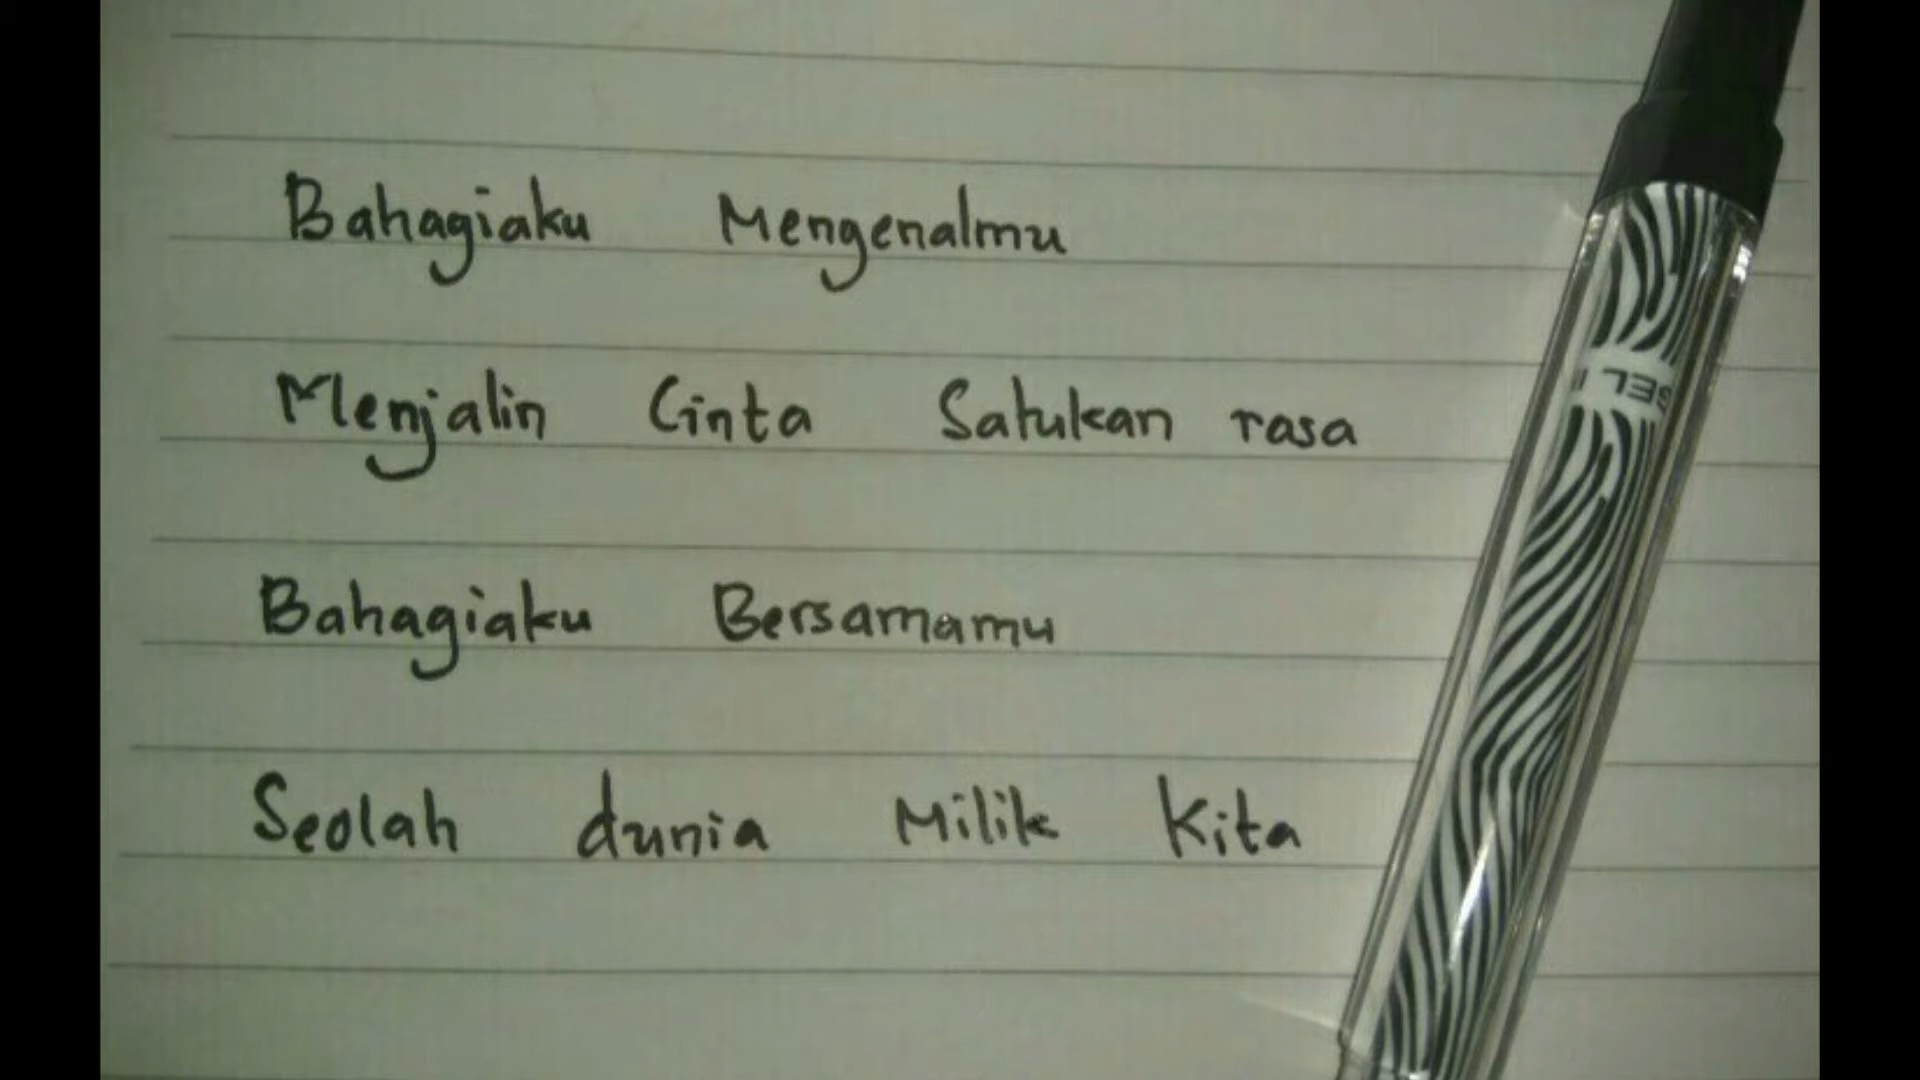 Bahagiaku Mengenalmu
Menjalin Cinta Satukan rasa
Bahagiaku Bersamamu
Seolah dunia Milik Kita